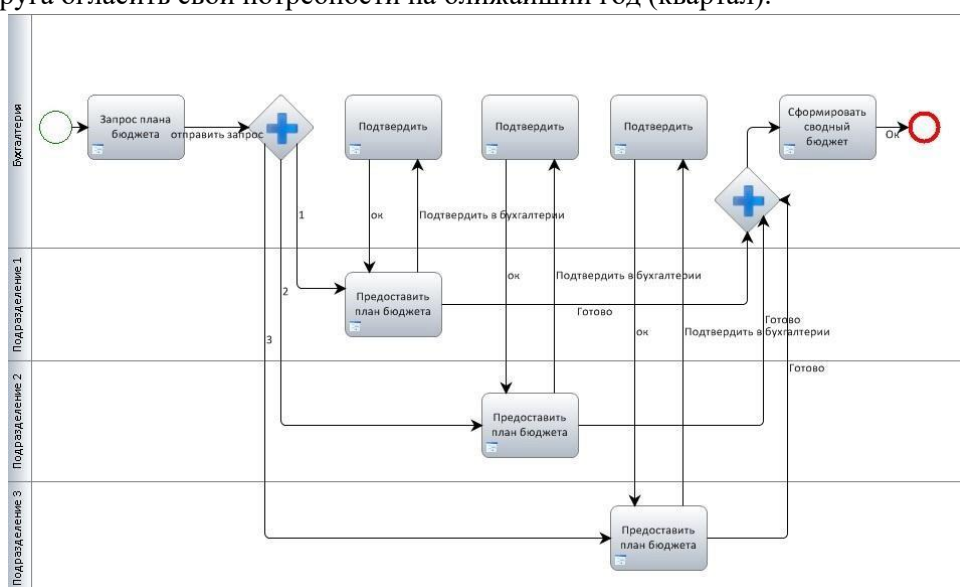 руга огласить свои потребности на ближайший год (квартал).
Бухгалтерия
Запрос плана
бюджета
отправить запрос
Подтвердить
Подтвердить
Подтвердить
Сформировать
сводный
бюджет
Ок
1
ок
Подтвердить в бухгалтерии
Подразделение 1
2
Предоставить
план бюджета
ок
Подтвердить в бухгалтерии
Готово
Готово
3
ок
Подтвердить в бухгалтерии
Готово
Подразделение 2
Предоставить
план бюджета
Подразделение 3
Предоставить
план бюджета